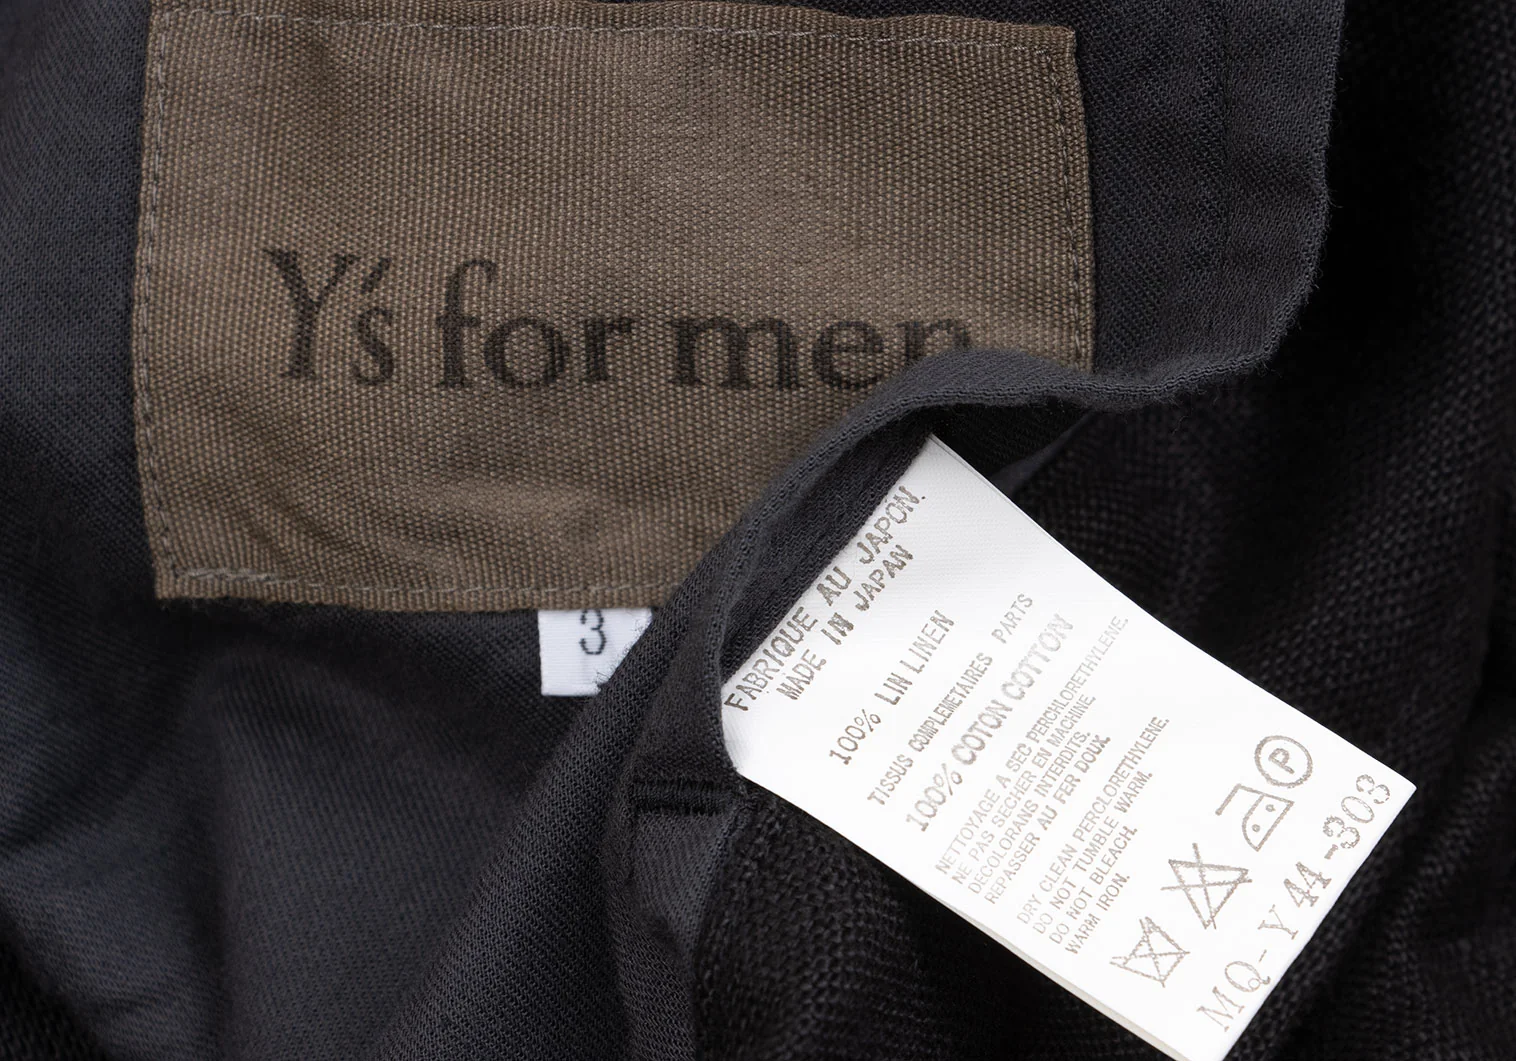 Y's for men
3
FABRIQUE AU JAPON.
MADE IN JAPAN
100% LIN LINEN
TISSUS COMPLEMETAIRES PARTS
100% COTON COTTON
NETTOYAGE A SEC PERCHLORETHYLENE.
NE PAS SECHER EN MACHINE.
DECOLORANS INTERDITS.
REPASSER AU FER DOUX.
DRY CLEAN PERCLORETHYLENE.
DO NOT TUMBLE WARM.
DO NOT BLEACH.
WARM IRON.
P
MQ-Y44-303